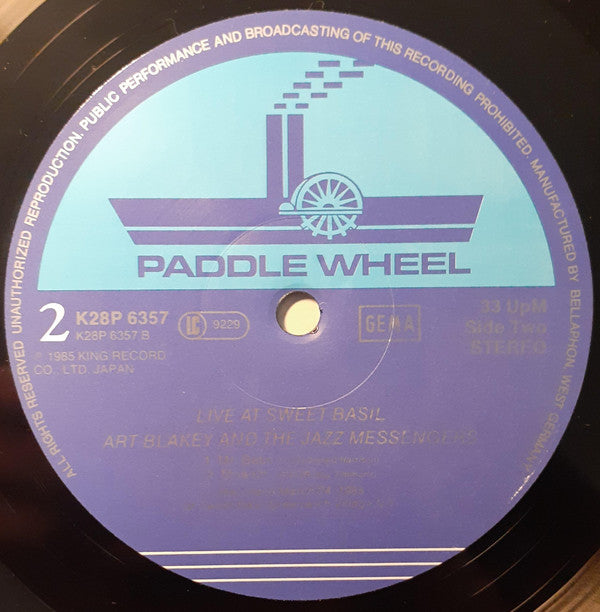 ALL RIGHTS RESERVED. UNAUTHORIZED REPRODUCTION. PUBLIC PERFORMANCE AND BROADCASTING OF THIS RECORDING PROHIBITED. MANUFACTURED BY BELLAPHON, WEST GERMANY
PADDLE WHEEL
2 K28P 6357
K28P 6357 B
LC 9229
GEMA
33 UpM
Side Two
STEREO
℗ 1985 KING RECORD
CO., LTD. JAPAN
LIVE AT SWEET BASIL
ART BLAKEY AND THE JAZZ MESSENGERS
24, 1985